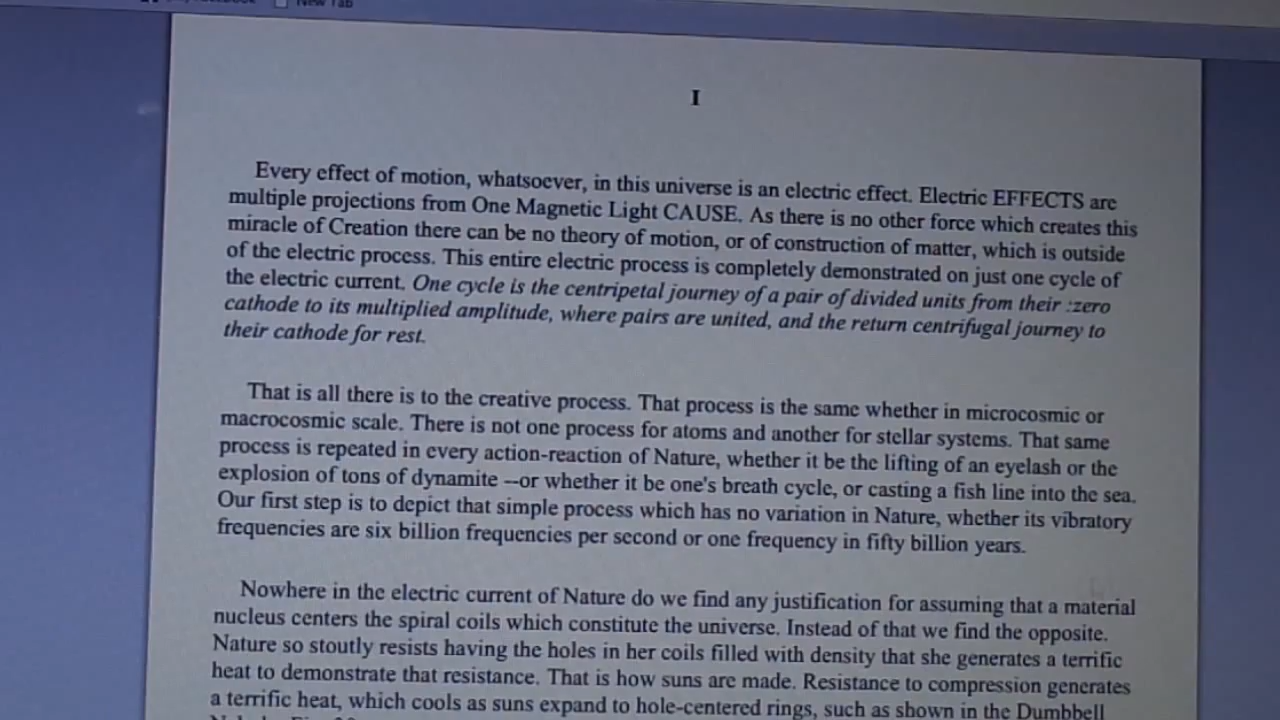 New Tab
I
Every effect of motion, whatsoever, in this universe is an electric effect. Electric EFFECTS are
multiple projections from One Magnetic Light CAUSE. As there is no other force which creates this
miracle of Creation there can be no theory of motion, or of construction of matter, which is outside
of the electric process. This entire electric process is completely demonstrated on just one cycle of
the electric current. One cycle is the centripetal journey of a pair of divided units from their :zero
cathode to its multiplied amplitude, where pairs are united, and the return centrifugal journey to
their cathode for rest.
That is all there is to the creative process. That process is the same whether in microcosmic or
macrocosmic scale. There is not one process for atoms and another for stellar systems. That same
process is repeated in every action-reaction of Nature, whether it be the lifting of an eyelash or the
explosion of tons of dynamite --or whether it be one's breath cycle, or casting a fish line into the sea.
Our first step is to depict that simple process which has no variation in Nature, whether its vibratory
frequencies are six billion frequencies per second or one frequency in fifty billion years.
Nowhere in the electric current of Nature do we find any justification for assuming that a material
nucleus centers the spiral coils which constitute the universe. Instead of that we find the opposite.
Nature so stoutly resists having the holes in her coils filled with density that she generates a terrific
heat to demonstrate that resistance. That is how suns are made. Resistance to compression generates
a terrific heat, which cools as suns expand to hole-centered rings, such as shown in the Dumbbell